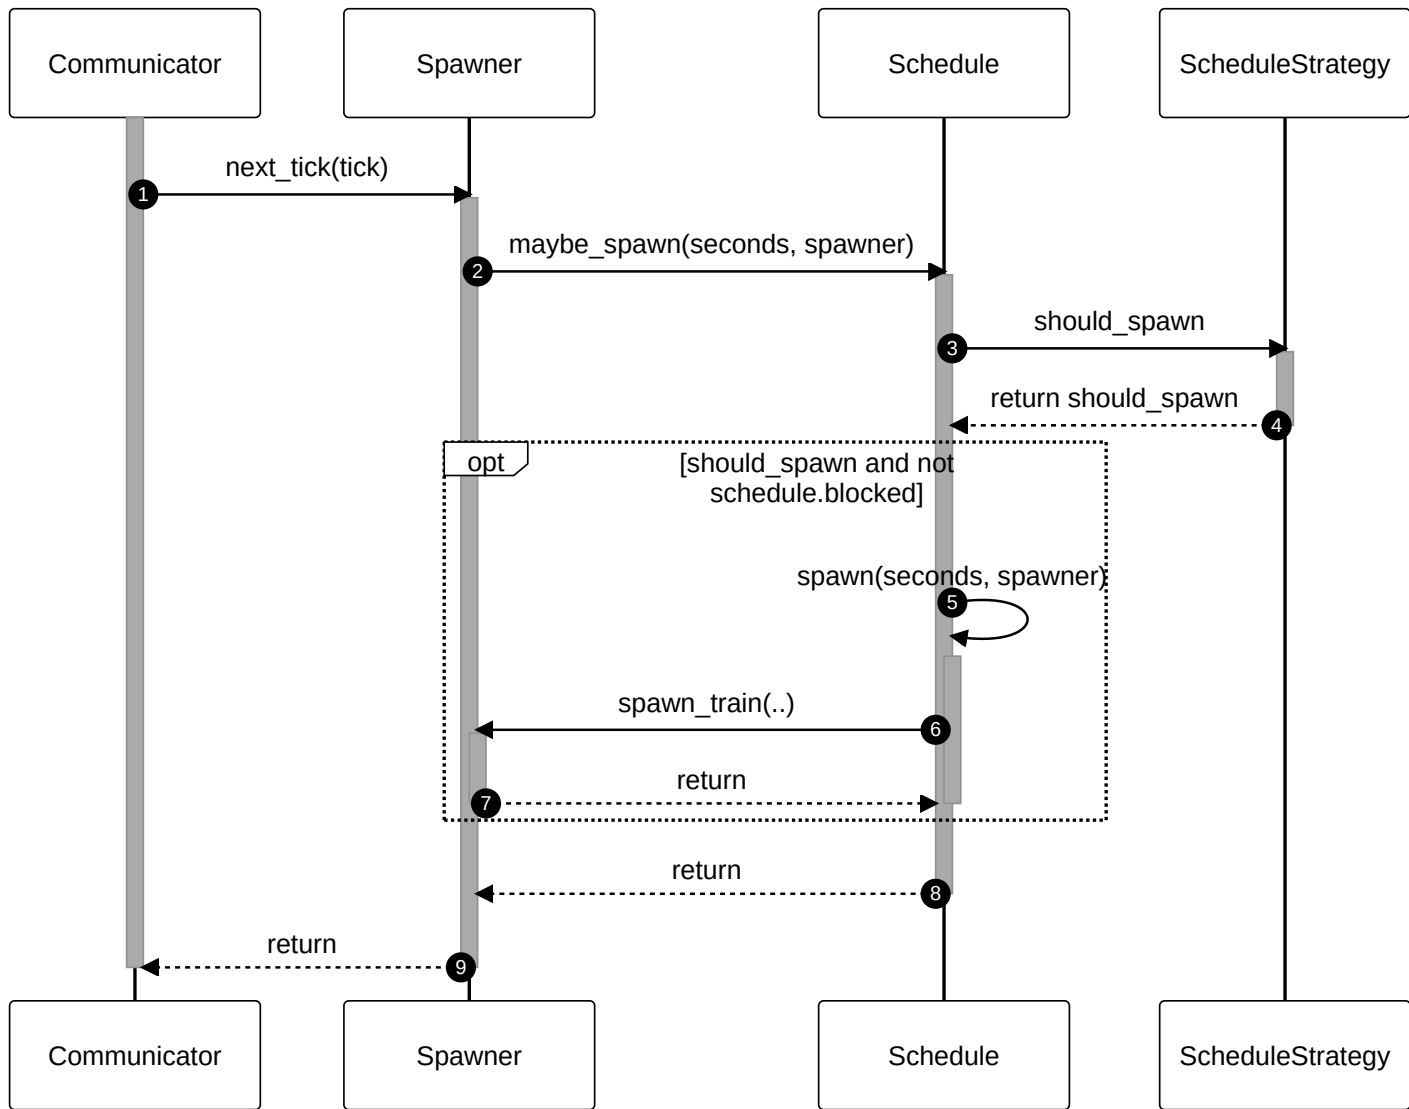 Communicator
Spawner
Schedule
ScheduleStrategy
next_tick(tick)
1
maybe_spawn(seconds, spawner)
2
should_spawn
3
return should_spawn
4
opt
[should_spawn and not
schedule.blocked]
spawn(seconds, spawner)
5
spawn_train(..)
6
return
7
return
8
return
9
Communicator
Spawner
Schedule
ScheduleStrategy